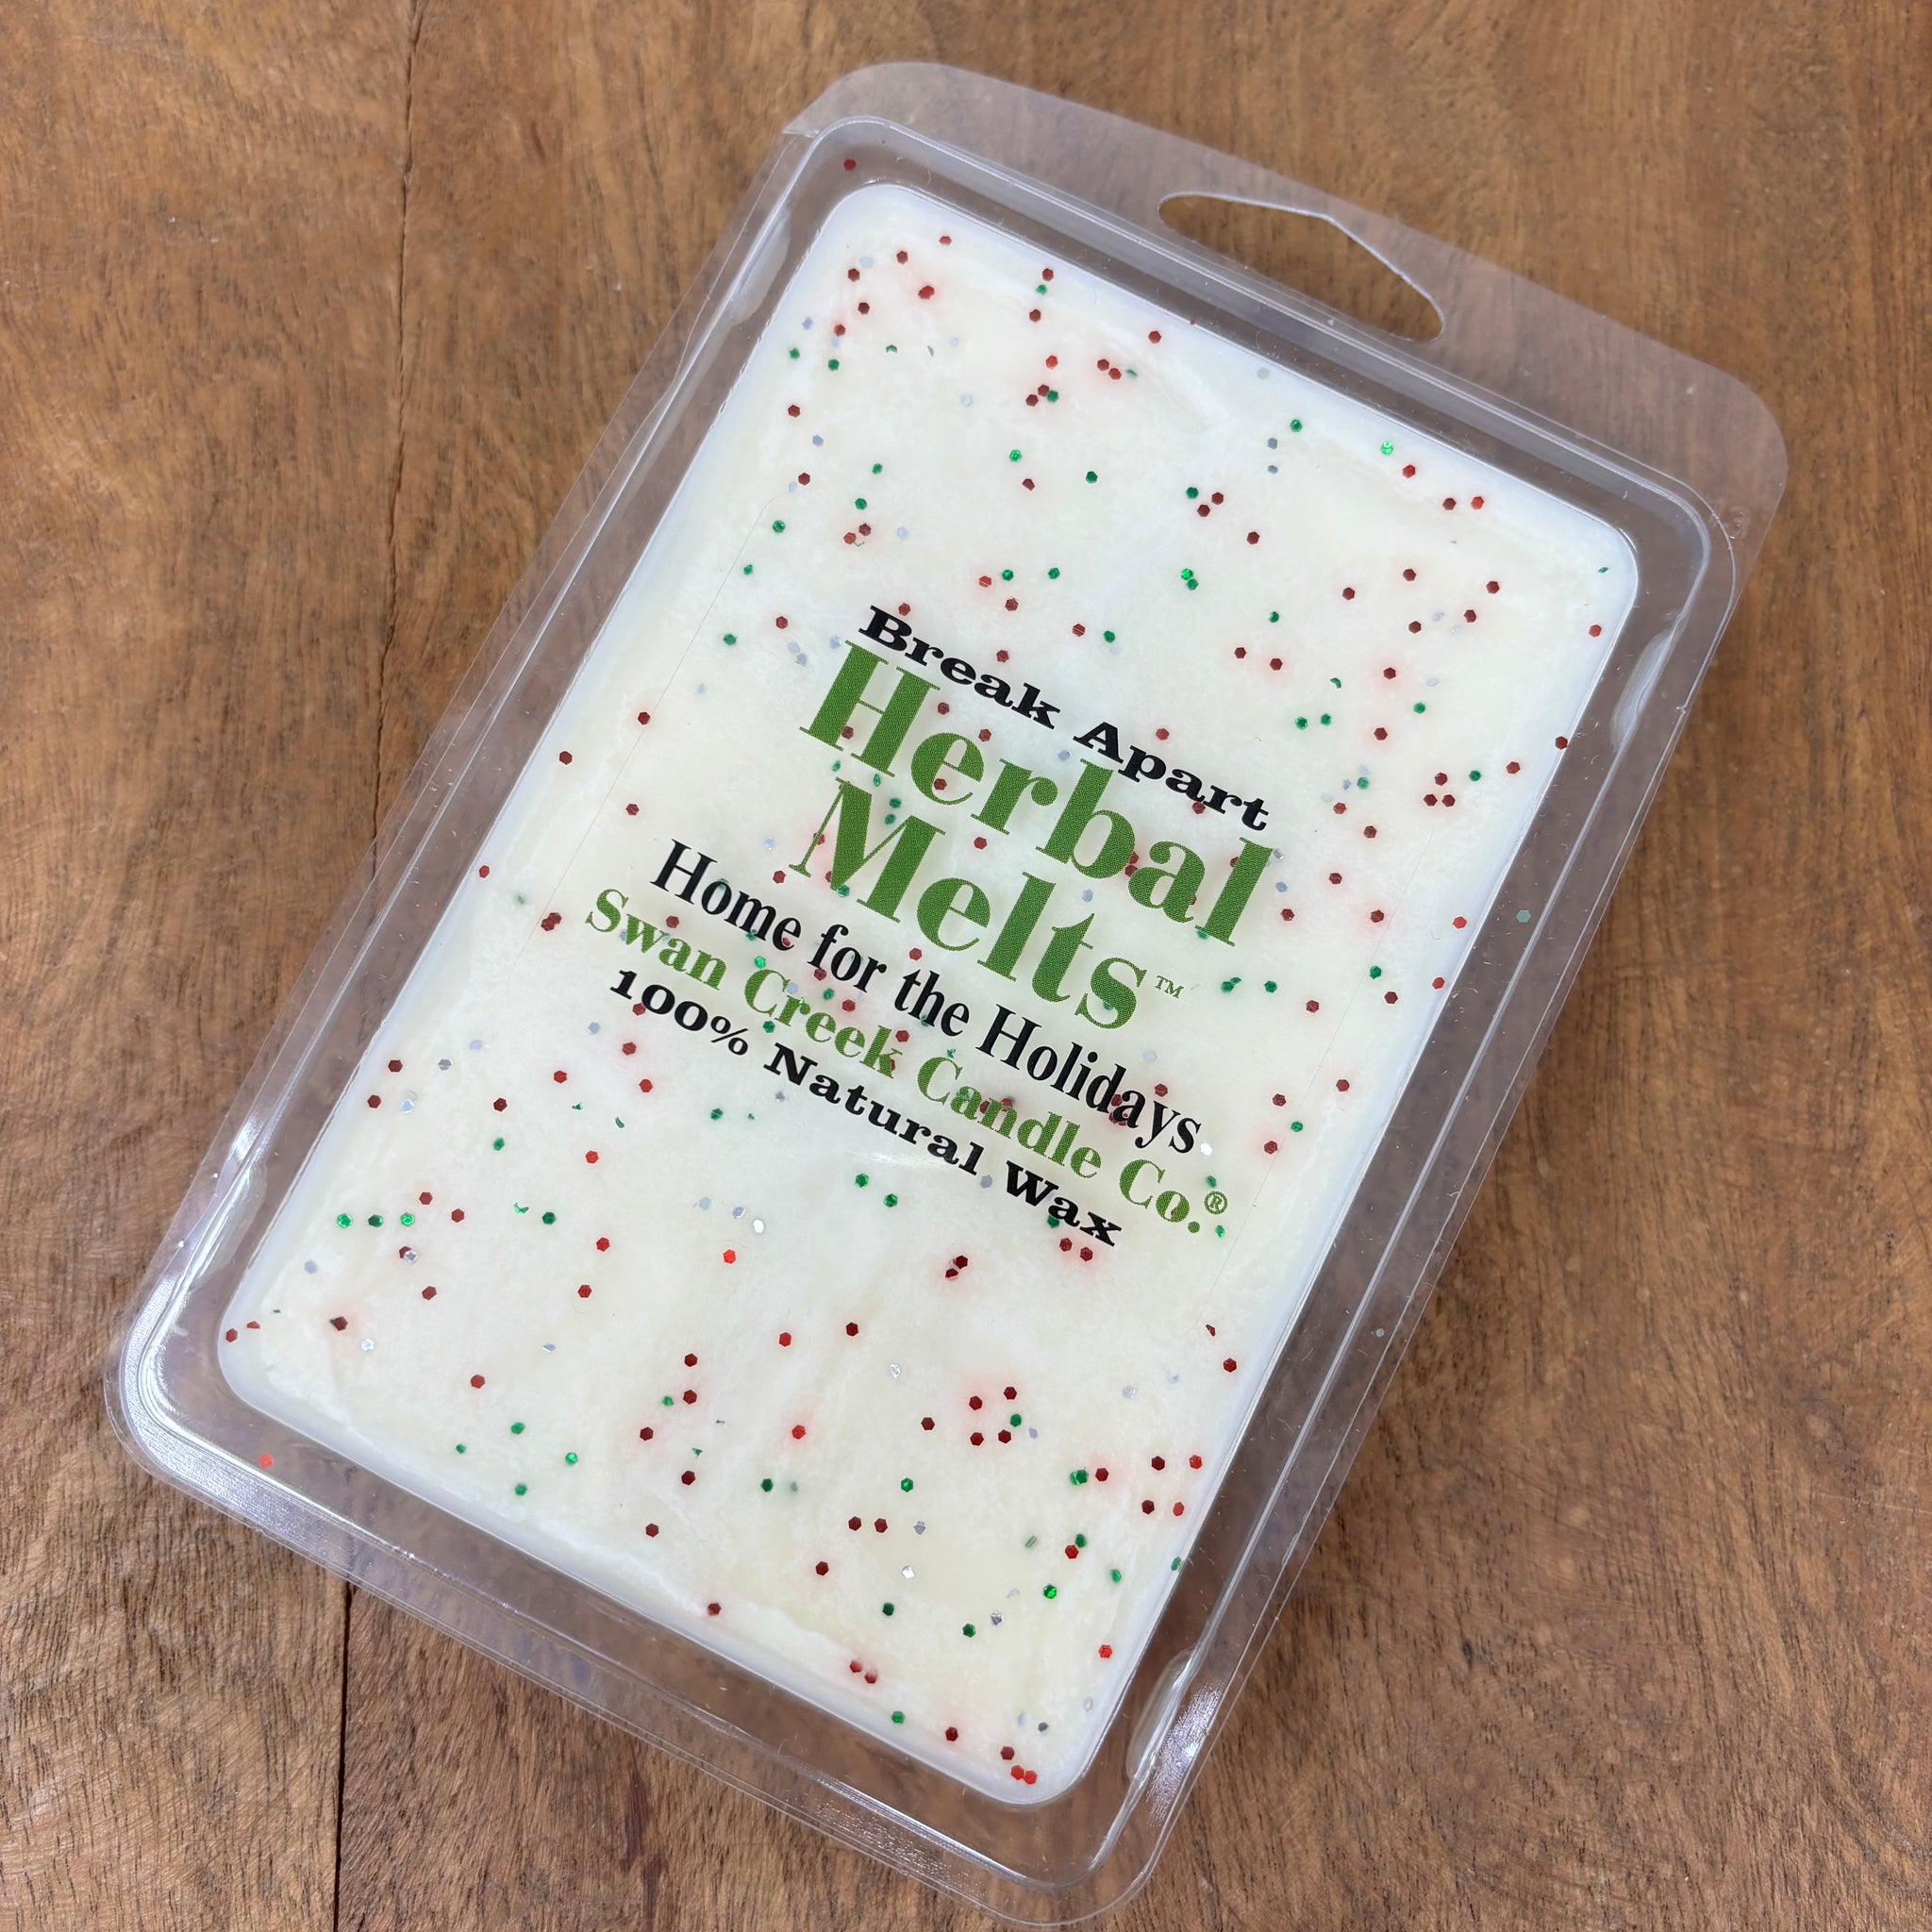 Break Apart
Herbal
Melts™
Home for the Holidays
Swan Creek Candle Co.®
100% Natural Wax